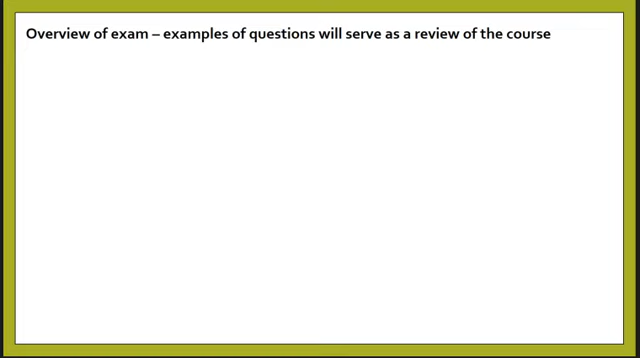 Overview of exam – examples of questions will serve as a review of the course